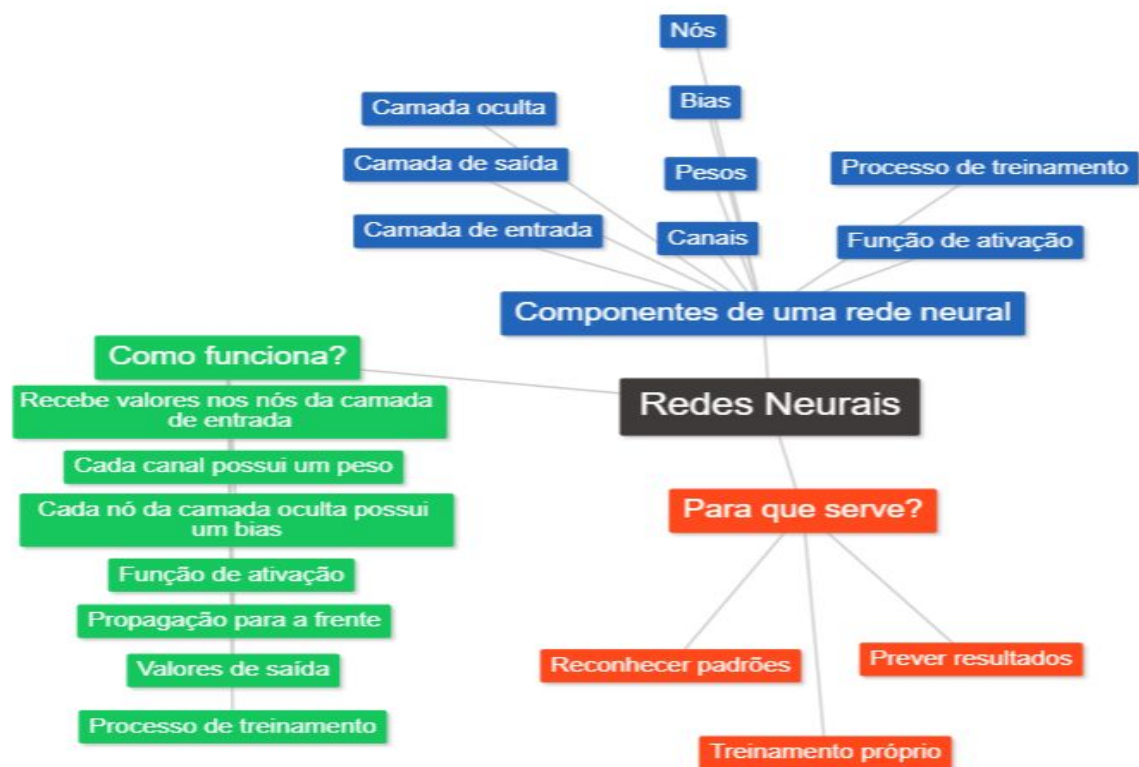 Nós
Bias
Pesos
Canais
Camada oculta
Camada de saída
Camada de entrada
Processo de treinamento
Função de ativação
Componentes de uma rede neural
Redes Neurais
Como funciona?
Recebe valores nos nós da camada
de entrada
Cada canal possui um peso
Cada nó da camada oculta possui
um bias
Função de ativação
Propagação para a frente
Valores de saída
Processo de treinamento
Para que serve?
Reconhecer padrões
Prever resultados
Treinamento próprio